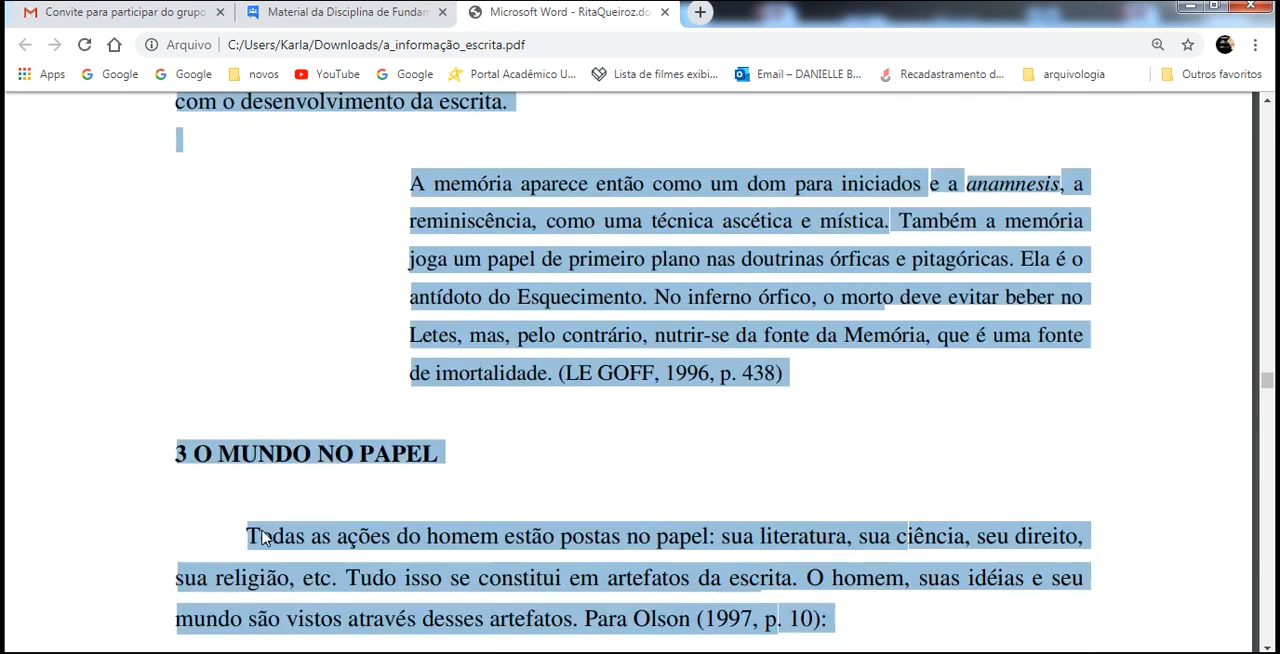 Convite para participar do grupo
Material da Disciplina de Fundam
Microsoft Word - RitaQueiroz.do
Arquivo
C:/Users/Karla/Downloads/a_informação_escrita.pdf
Apps
Google
Google
novos
YouTube
Google
Portal Acadêmico U...
Lista de filmes exibi...
Email – DANIELLE B...
Recadastramento d...
arquivologia
Outros favoritos
com o desenvolvimento da escrita.
A memória aparece então como um dom para iniciados e a anamnesis, a
reminiscência, como uma técnica ascética e mística. Também a memória
joga um papel de primeiro plano nas doutrinas órficas e pitagóricas. Ela é o
antídoto do Esquecimento. No inferno órfico, o morto deve evitar beber no
Letes, mas, pelo contrário, nutrir-se da fonte da Memória, que é uma fonte
de imortalidade. (LE GOFF, 1996, p. 438)
3 O MUNDO NO PAPEL
Todas as ações do homem estão postas no papel: sua literatura, sua ciência, seu direito,
sua religião, etc. Tudo isso se constitui em artefatos da escrita. O homem, suas idéias e seu
mundo são vistos através desses artefatos. Para Olson (1997, p. 10):